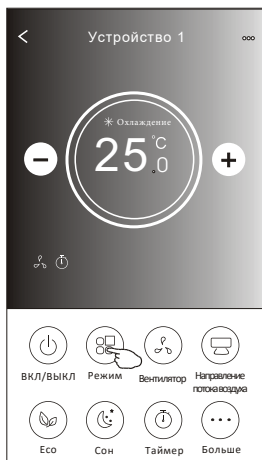 Устройство 1
Охлаждение
25.0 °C
ВКЛ/ВЫКЛ
Режим
Вентилятор
Направление
потока воздуха
Eco
Сон
Таймер
Больше